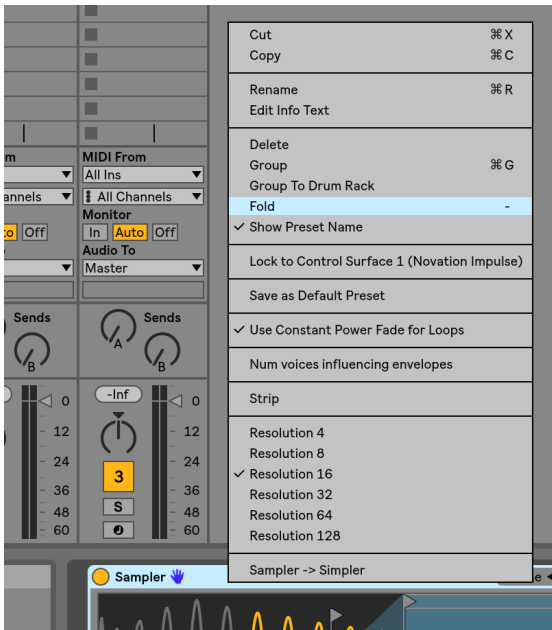 Cut ⌘ X
Copy ⌘ C
Rename ⌘ R
Edit Info Text
Delete
Group ⌘ G
Group To Drum Rack
Fold -
✓ Show Preset Name
Lock to Control Surface 1 (Novation Impulse)
Save as Default Preset
✓ Use Constant Power Fade for Loops
Num voices influencing envelopes
Strip
Resolution 4
Resolution 8
✓ Resolution 16
Resolution 32
Resolution 64
Resolution 128
Sampler -> Simpler
m
MIDI From
All Ins
annels
All Channels
Monitor
to Off
In Auto Off
Audio To
Master
Sends
Sends
B
A
B
0
-Inf
0
12
12
24
3
24
36
36
S
48
48
60
60
Sampler
e